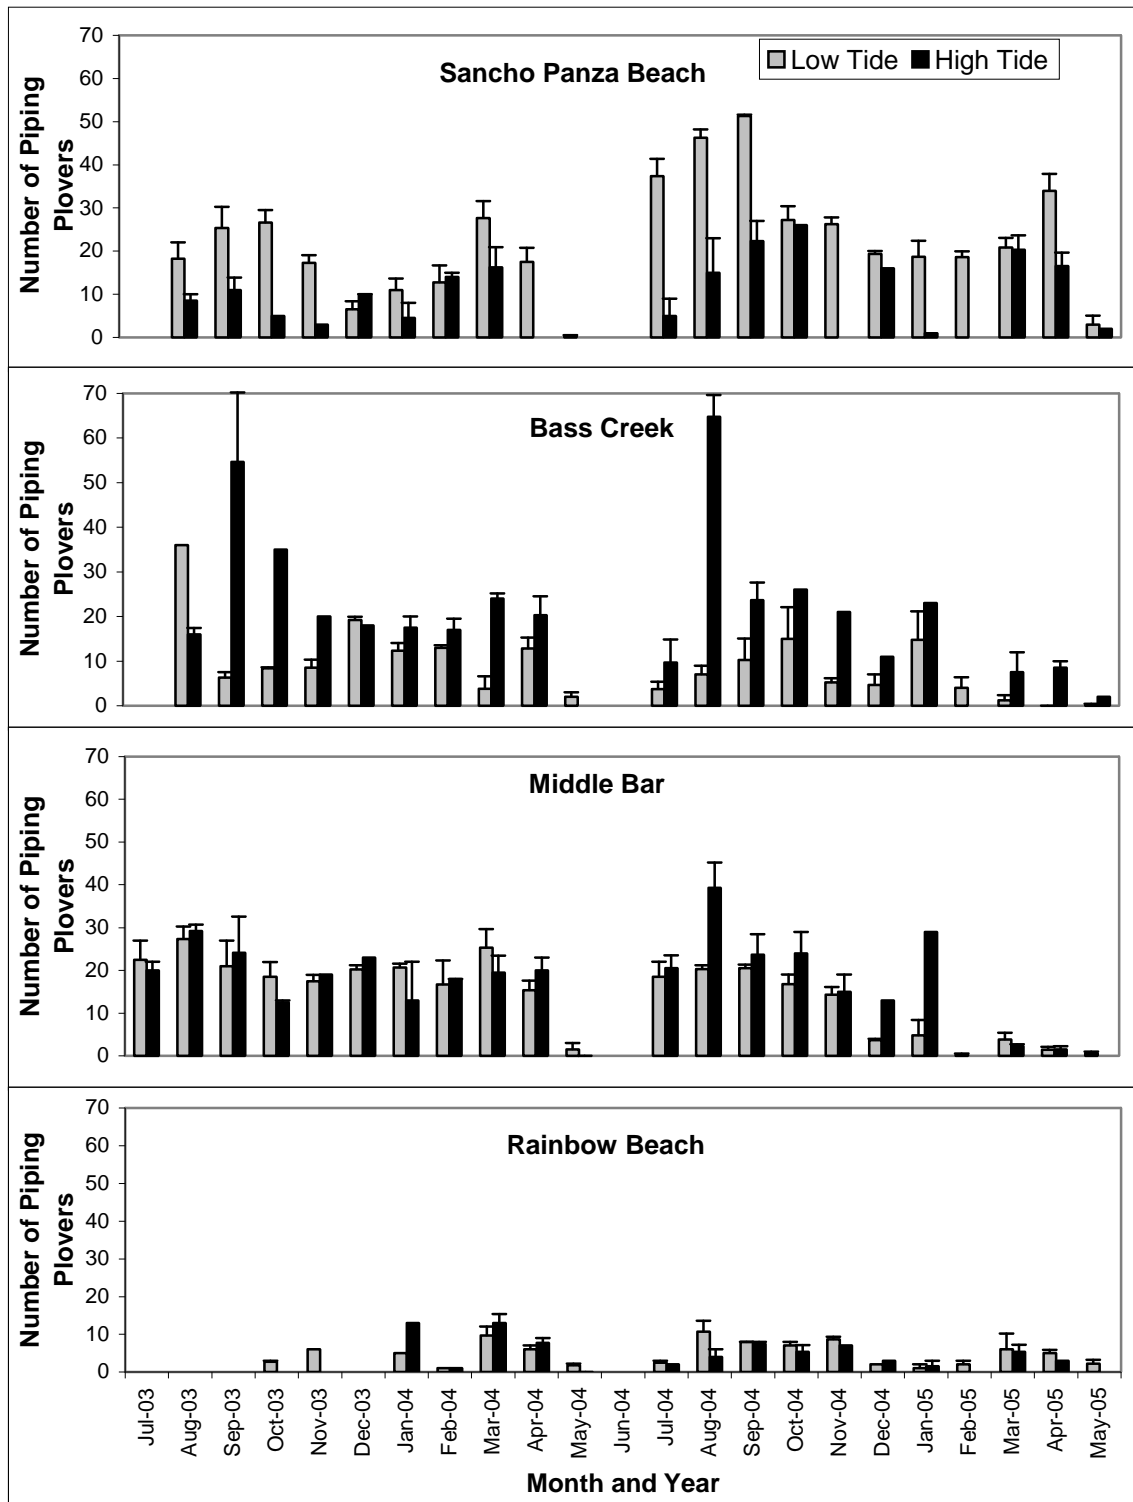 Low Tide High Tide
Sancho Panza Beach
Number of Piping
Plovers
70
60
50
40
30
20
10
0
Bass Creek
Number of Piping
Plovers
70
60
50
40
30
20
10
0
Middle Bar
Number of Piping
Plovers
70
60
50
40
30
20
10
0
Rainbow Beach
Number of Piping
Plovers
70
60
50
40
30
20
10
0
Jul-03
Aug-03
Sep-03
Oct-03
Nov-03
Dec-03
Jan-04
Feb-04
Mar-04
Apr-04
May-04
Jun-04
Jul-04
Aug-04
Sep-04
Oct-04
Nov-04
Dec-04
Jan-05
Feb-05
Mar-05
Apr-05
May-05
Month and Year